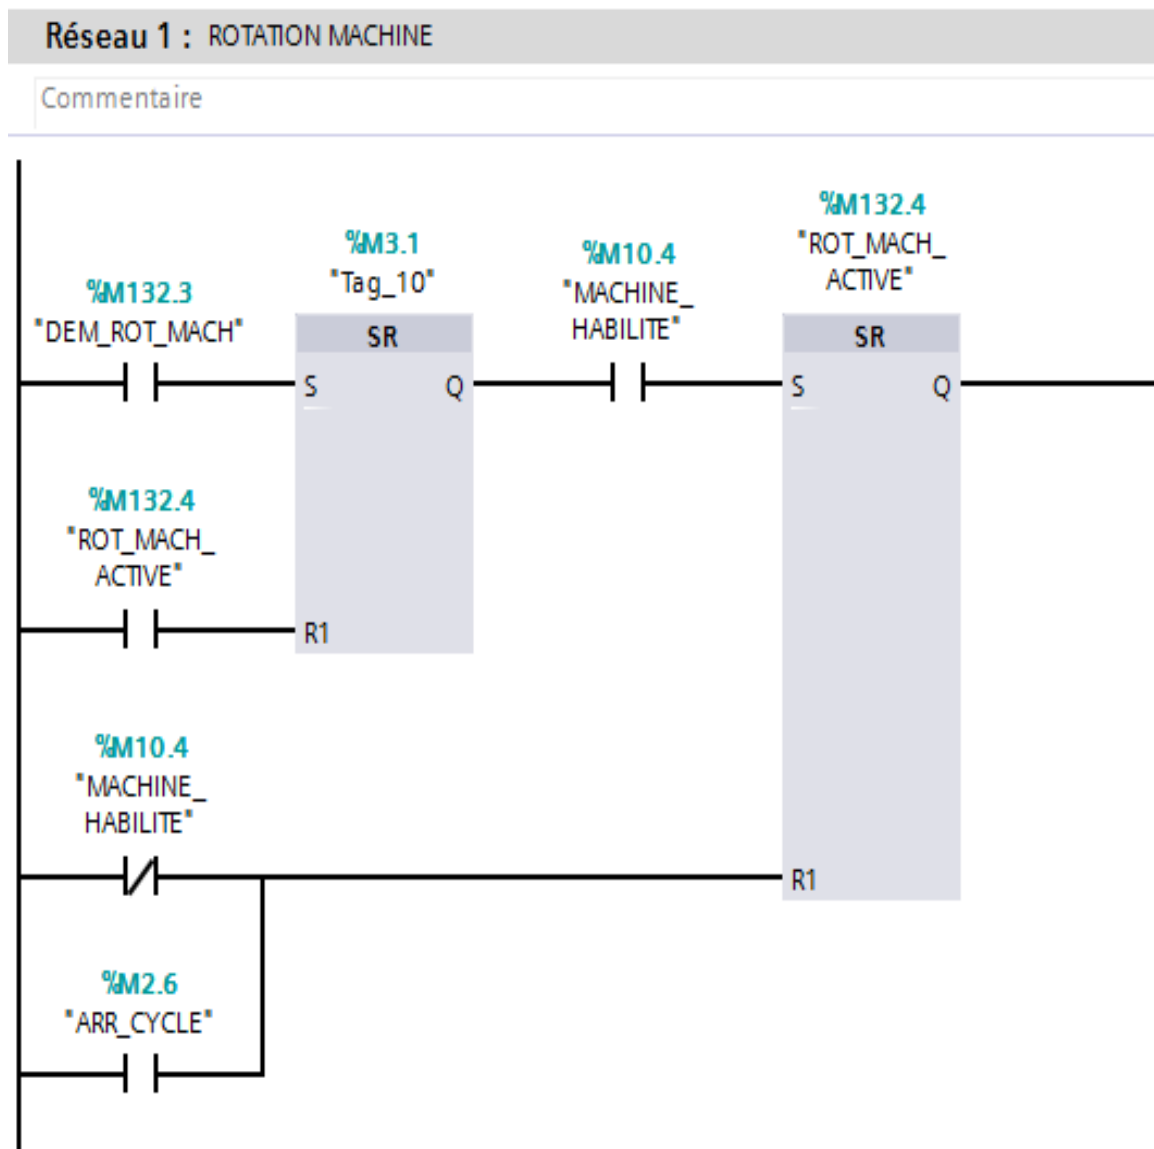 Réseau 1 : ROTATION MACHINE
Commentaire
%M132.3
"DEM_ROT_MACH"
%M3.1
"Tag_10"
SR
S Q
%M10.4
"MACHINE_
HABILITE"
%M132.4
"ROT_MACH_
ACTIVE"
SR
S Q
%M132.4
"ROT_MACH_
ACTIVE"
R1
%M10.4
"MACHINE_
HABILITE"
R1
%M2.6
"ARR_CYCLE"